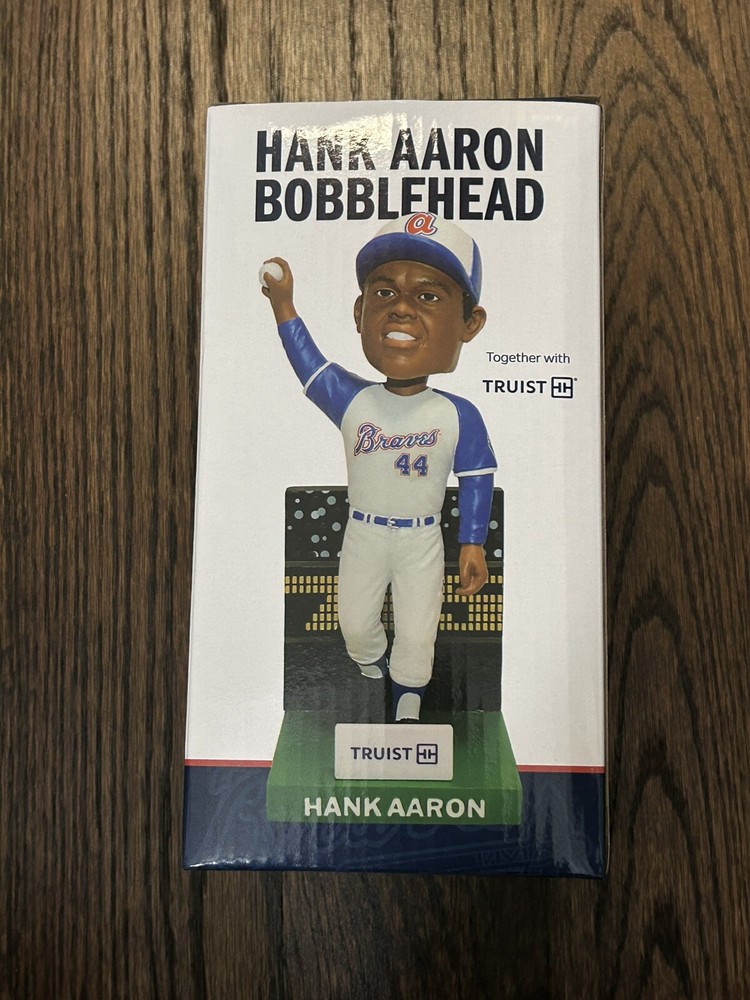 HANK AARON
BOBBLEHEAD
a
Together with
TRUIST
Braves
44
TRUIST
HANK AARON